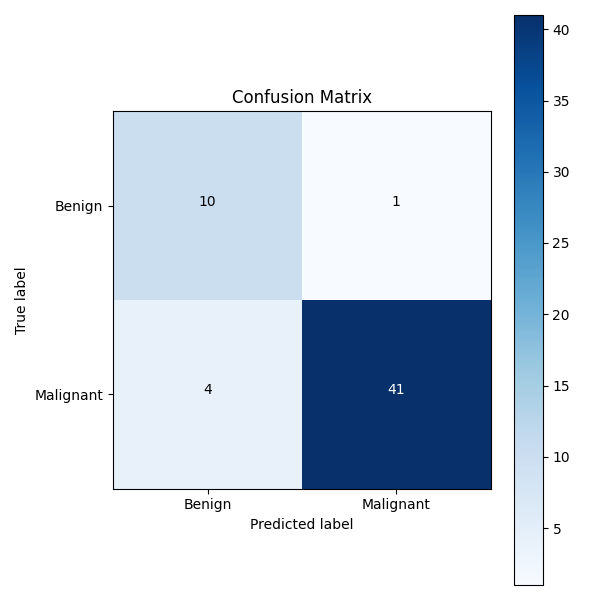 Confusion Matrix
True label
Benign
10
1
Malignant
4
41
Benign
Malignant
Predicted label
40
35
30
25
20
15
10
5